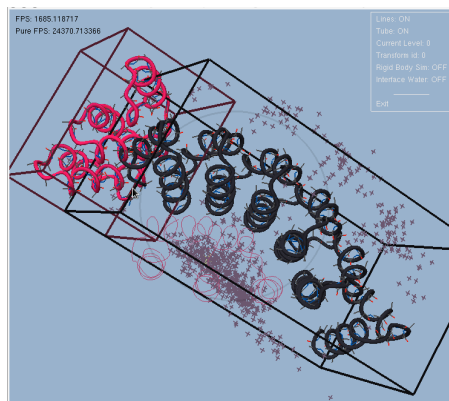 FPS: 1685.118717
Pure FPS: 24370.713366
Lines: ON
Tube: ON
Current Level: 0
Transform Id: 0
Rigid Body Sim: OFF
Interface Water: OFF
Exit